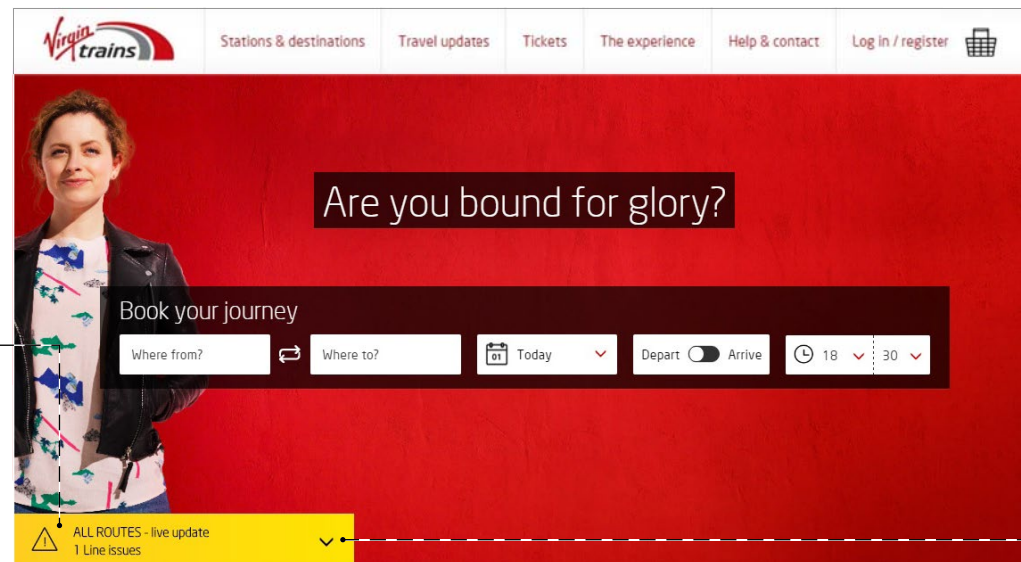 Virgin
trains
Stations & destinations
Travel updates
Tickets
The experience
Help & contact
Log in / register
Are you bound for glory?
Book your journey
Where from?
Where to?
01
Today
Depart
Arrive
18
30
ALL ROUTES - live update
1 Line issues